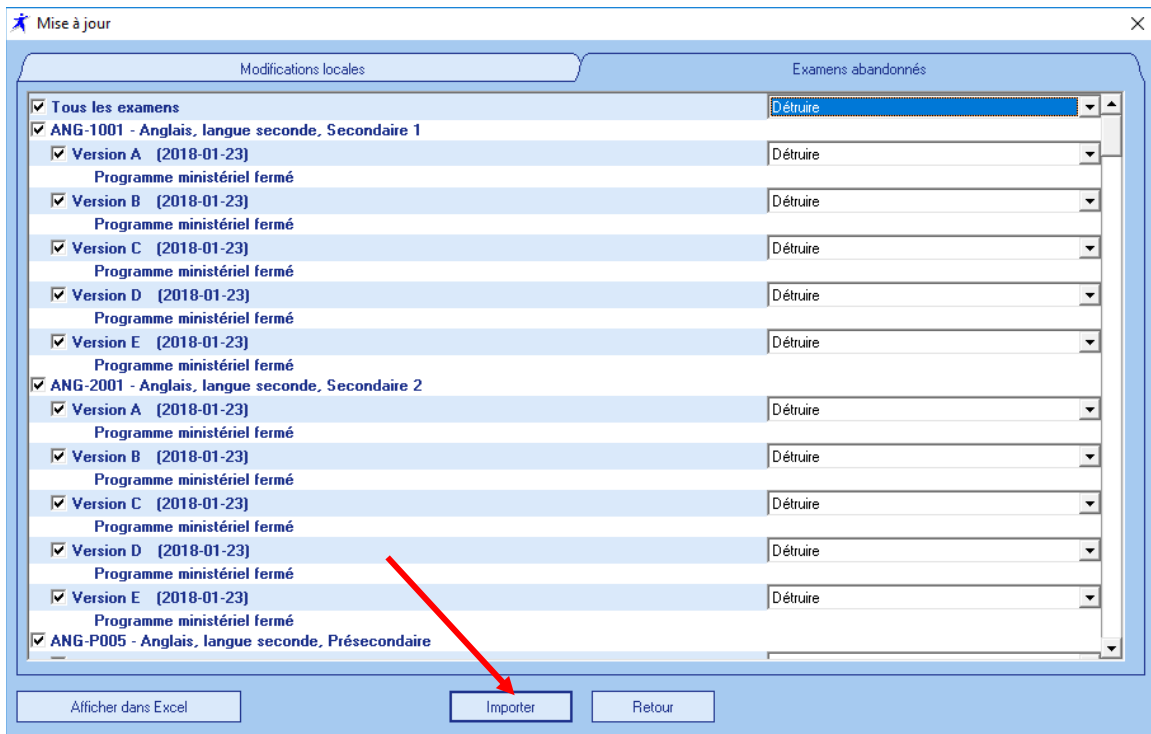 Mise à jour
Modifications locales Examens abandonnés
Tous les examens Détruire
ANG-1001 - Anglais, langue seconde, Secondaire 1
Version A (2018-01-23) Détruire
Programme ministériel fermé
Version B (2018-01-23) Détruire
Programme ministériel fermé
Version C (2018-01-23) Détruire
Programme ministériel fermé
Version D (2018-01-23) Détruire
Programme ministériel fermé
Version E (2018-01-23) Détruire
Programme ministériel fermé
ANG-2001 - Anglais, langue seconde, Secondaire 2
Version A (2018-01-23) Détruire
Programme ministériel fermé
Version B (2018-01-23) Détruire
Programme ministériel fermé
Version C (2018-01-23) Détruire
Programme ministériel fermé
Version D (2018-01-23) Détruire
Programme ministériel fermé
Version E (2018-01-23) Détruire
Programme ministériel fermé
ANG-P005 - Anglais, langue seconde, Présecondaire
Afficher dans Excel Importer Retour